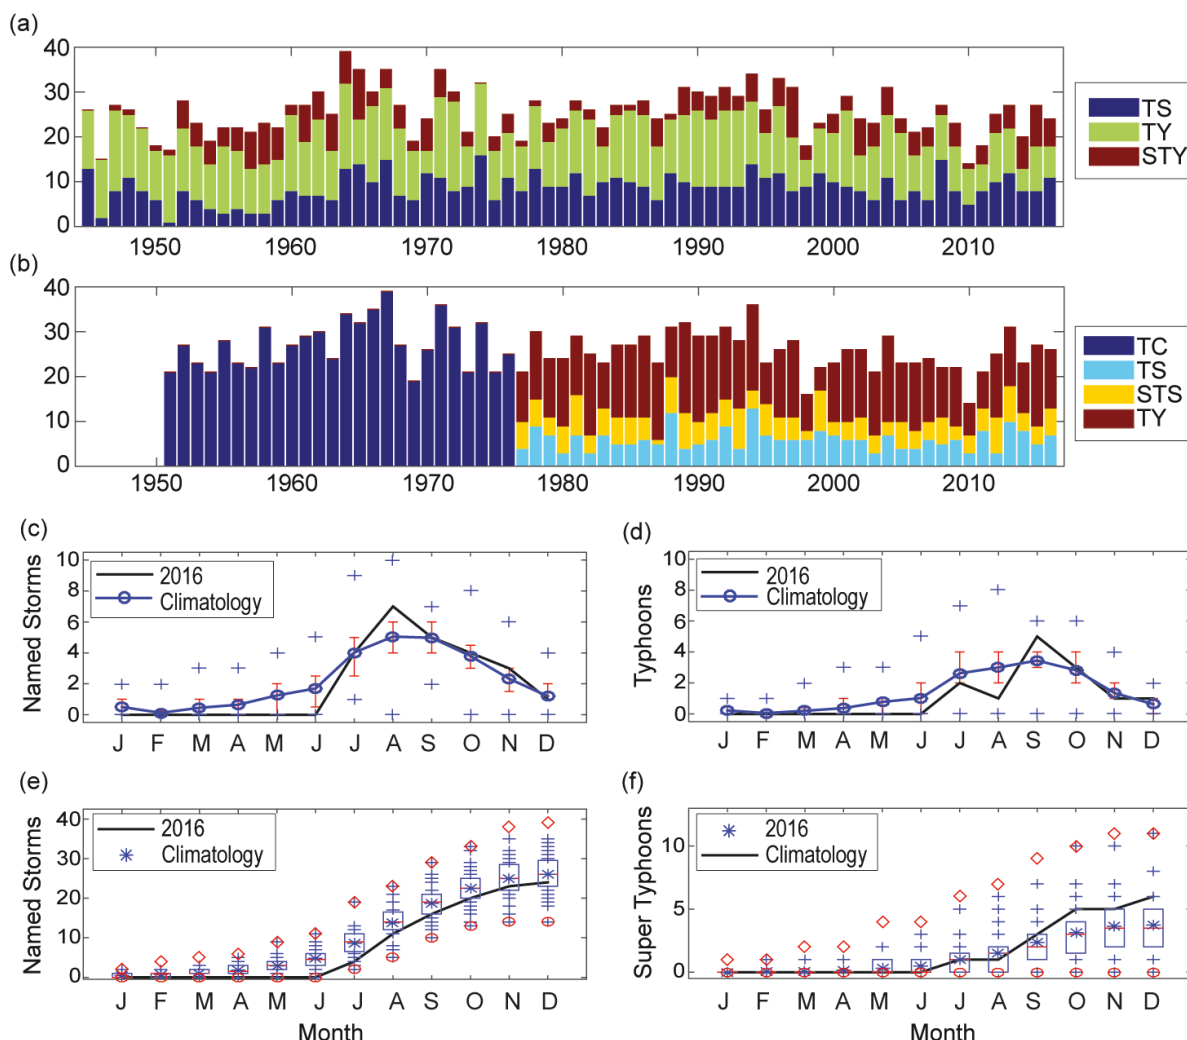 (a)
40
30
20
10
0
1950 1960 1970 1980 1990 2000 2010
TS
TY
STY
(b)
40
30
20
10
0
1950 1960 1970 1980 1990 2000 2010
TC
TS
STS
TY
(c)
Named Storms
10
8
6
4
2
0
2016
Climatology
J F M A M J J A S O N D
(d)
Typhoons
10
8
6
4
2
0
2016
Climatology
J F M A M J J A S O N D
(e)
Named Storms
40
30
20
10
0
2016
Climatology
J F M A M J J A S O N D
Month
(f)
Super Typhoons
10
5
0
2016
Climatology
J F M A M J J A S O N D
Month